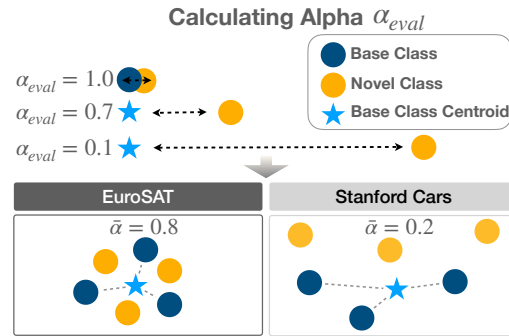 Calculating Alpha α_eval
Base Class
Novel Class
Base Class Centroid
α_eval = 1.0
α_eval = 0.7
α_eval = 0.1
EuroSAT
Stanford Cars
ᾱ = 0.8
ᾱ = 0.2